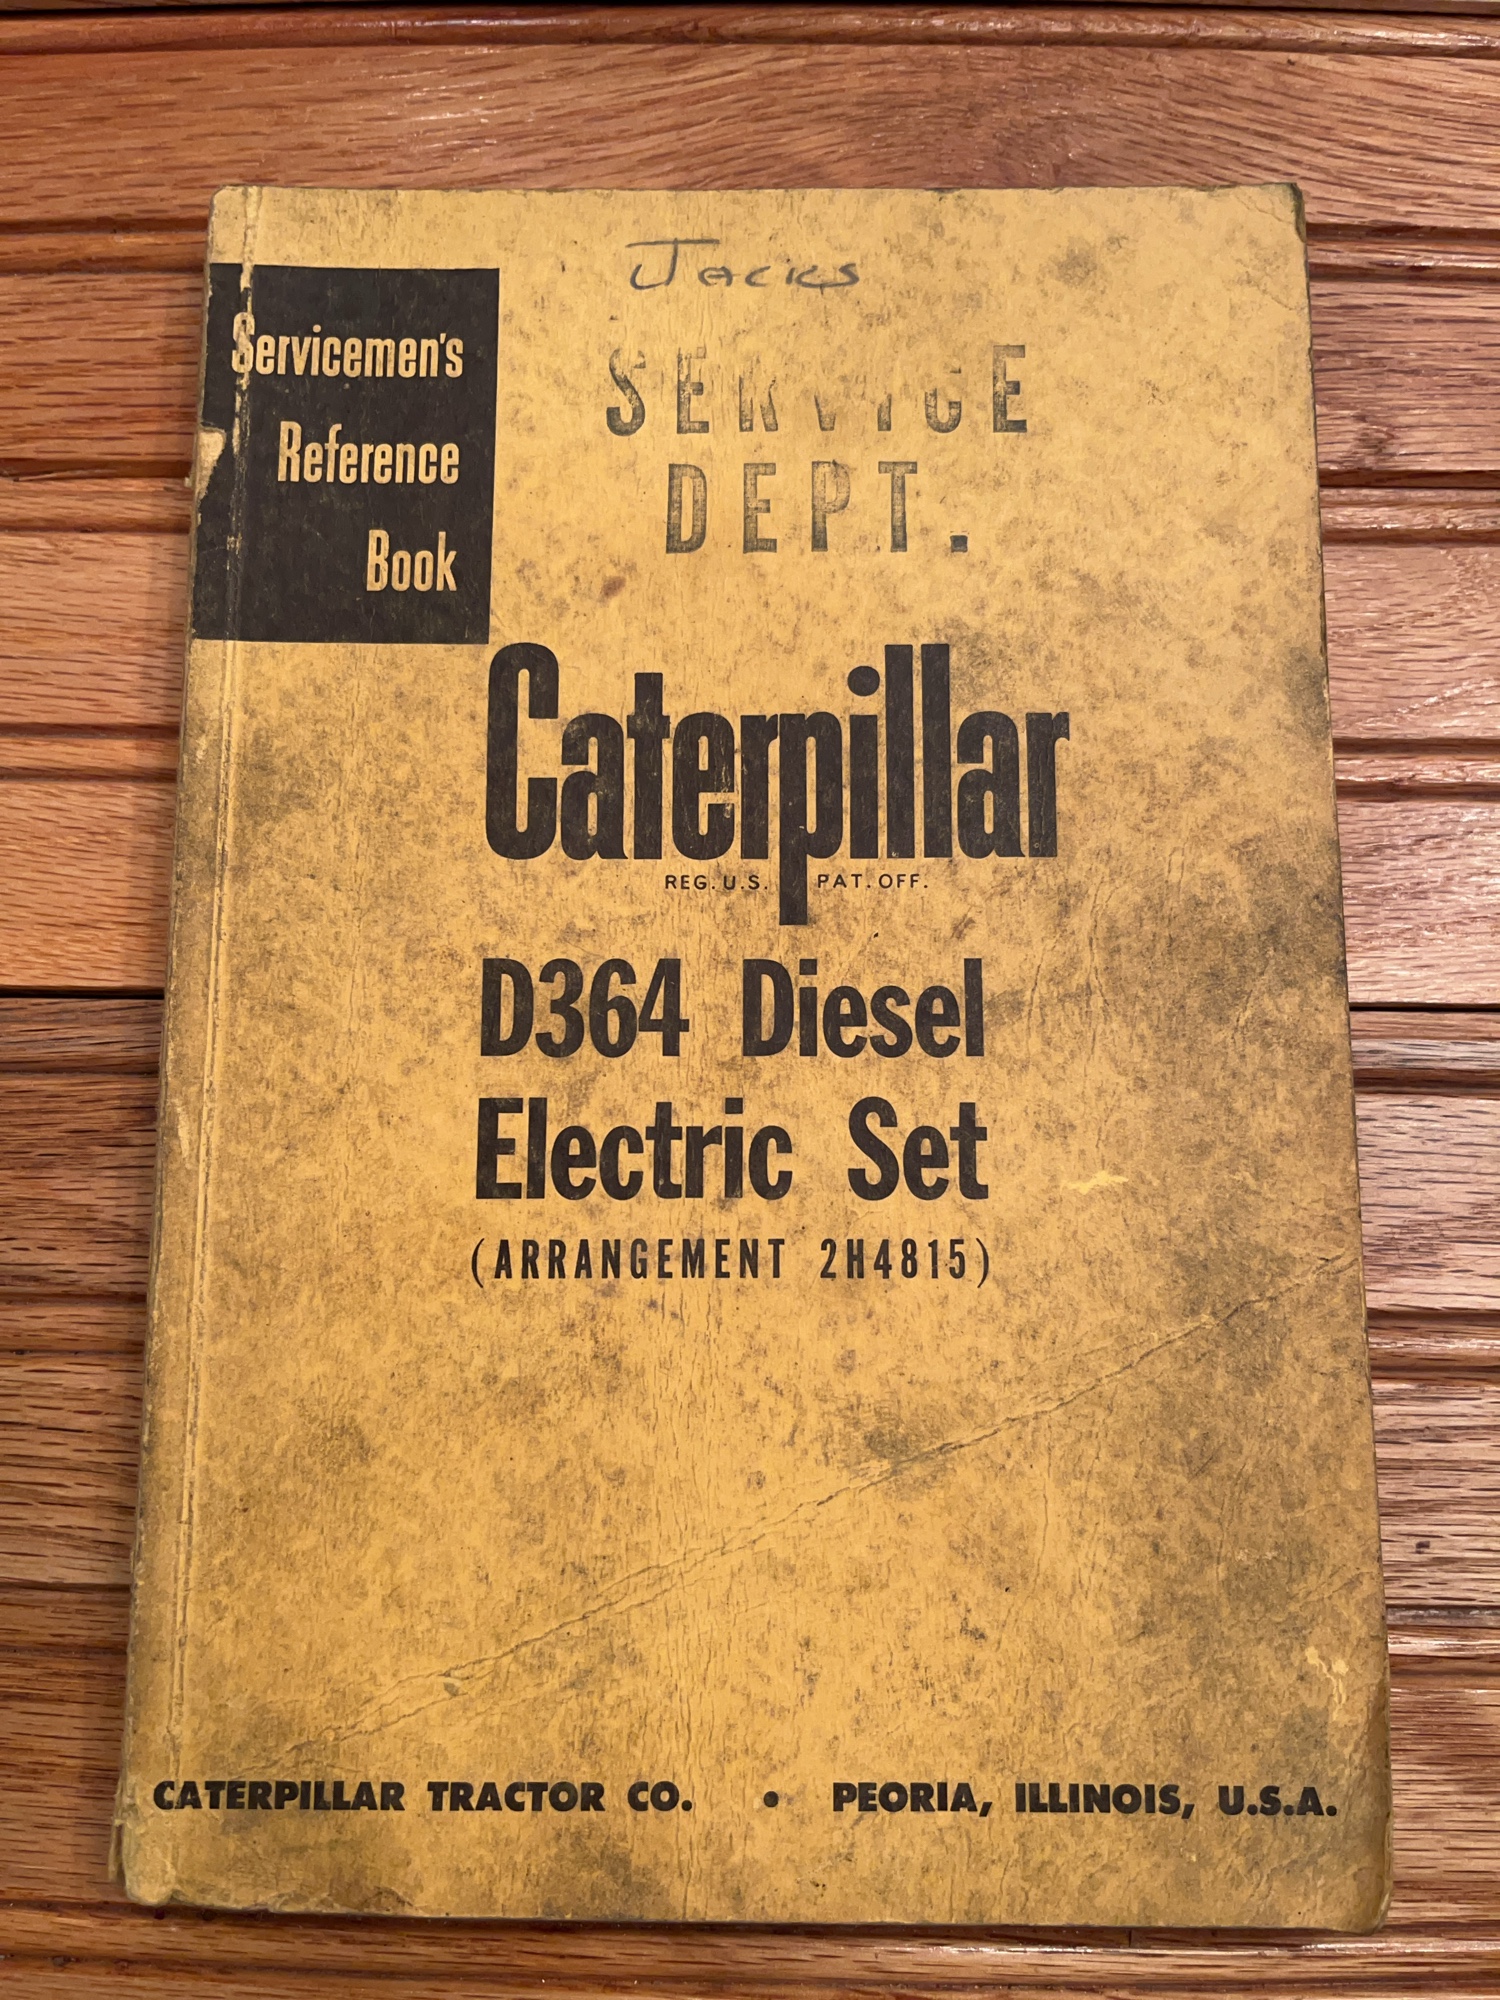 Jacks
Servicemen's
Reference
Book
SERVICE
DEPT.
Caterpillar
REG. U.S. PAT. OFF.
D364 Diesel
Electric Set
(ARRANGEMENT 2H4815)
CATERPILLAR TRACTOR CO. • PEORIA, ILLINOIS, U.S.A.